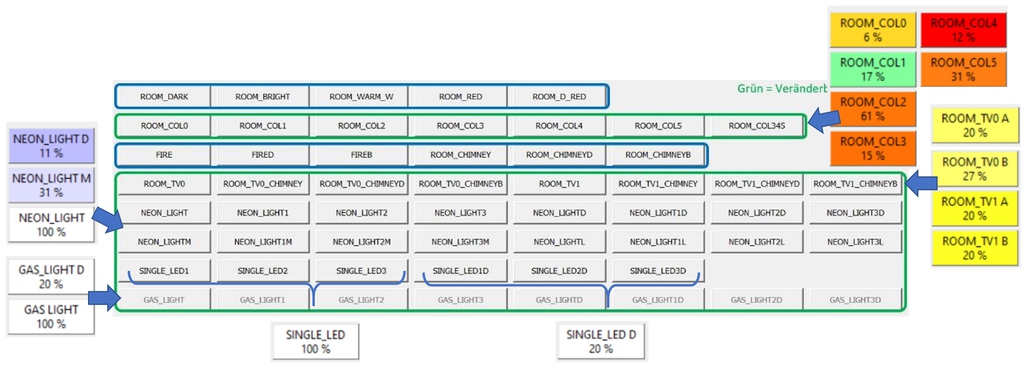 ROOM_COL0 ROOM_COL4
6 % 12 %
ROOM_COL1 ROOM_COL5
17 % 31 %
Grün = Veränderb
ROOM_DARK ROOM_BRIGHT ROOM_WARM_W ROOM_RED ROOM_D_RED
ROOM_COL2
61 %
ROOM_COL0 ROOM_COL1 ROOM_COL2 ROOM_COL3 ROOM_COL4 ROOM_COL5 ROOM_COL345
ROOM_TV0 A
20 %
NEON_LIGHT D
11 %
ROOM_COL3
15 %
FIRE FIRED FIREB ROOM_CHIMNEY ROOM_CHIMNEYD ROOM_CHIMNEYB
ROOM_TV0 B
27 %
NEON_LIGHT M
31 %
ROOM_TV0 ROOM_TV0_CHIMNEY ROOM_TV0_CHIMNEYD ROOM_TV0_CHIMNEYB ROOM_TV1 ROOM_TV1_CHIMNEY ROOM_TV1_CHIMNEYD ROOM_TV1_CHIMNEYB
ROOM_TV1 A
20 %
NEON_LIGHT
100 %
NEON_LIGHT NEON_LIGHT1 NEON_LIGHT2 NEON_LIGHT3 NEON_LIGHTD NEON_LIGHT1D NEON_LIGHT2D NEON_LIGHT3D
ROOM_TV1 B
20 %
NEON_LIGHTM NEON_LIGHT1M NEON_LIGHT2M NEON_LIGHT3M NEON_LIGHTL NEON_LIGHT1L NEON_LIGHT2L NEON_LIGHT3L
GAS_LIGHT D
20 %
SINGLE_LED1 SINGLE_LED2 SINGLE_LED3 SINGLE_LED1D SINGLE_LED2D SINGLE_LED3D
GAS LIGHT
100 %
GAS_LIGHT GAS_LIGHT1 GAS_LIGHT2 GAS_LIGHT3 GAS_LIGHTD GAS_LIGHT1D GAS_LIGHT2D GAS_LIGHT3D
SINGLE_LED
100 %
SINGLE_LED D
20 %